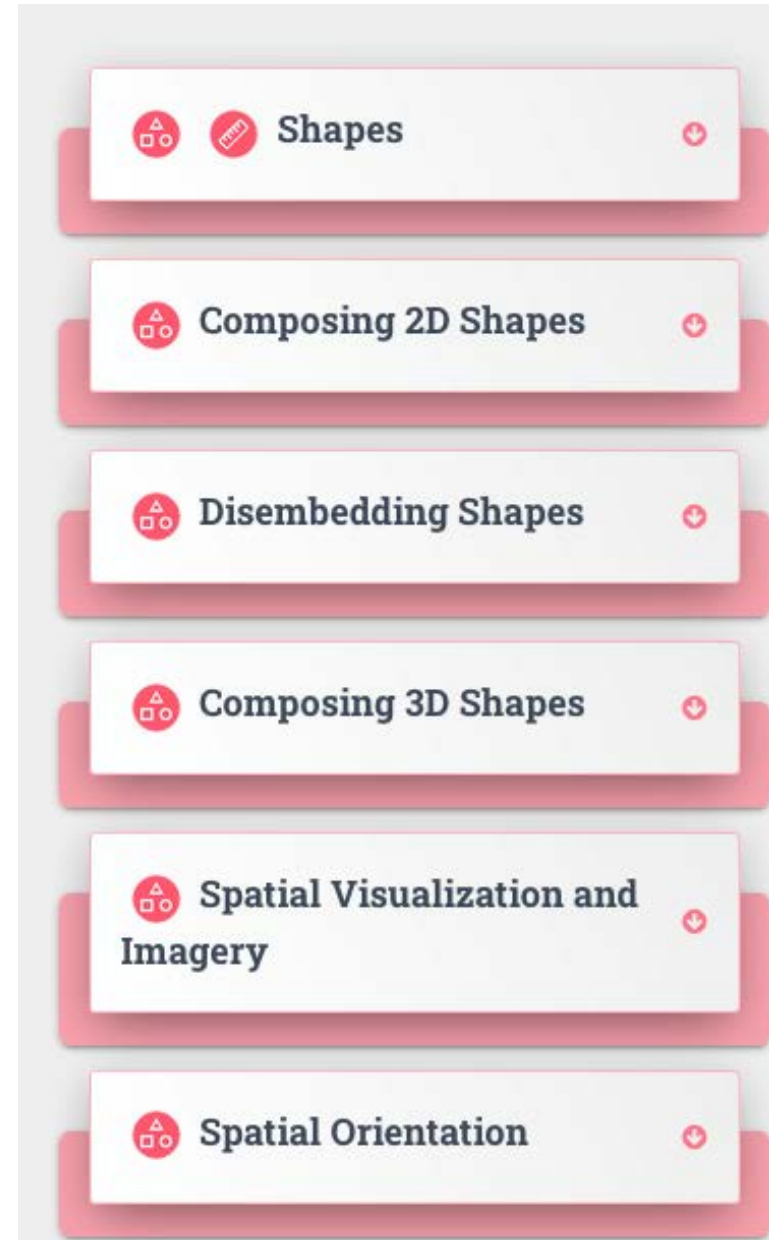 Shapes
Composing 2D Shapes
Disembedding Shapes
Composing 3D Shapes
Spatial Visualization and
Imagery
Spatial Orientation